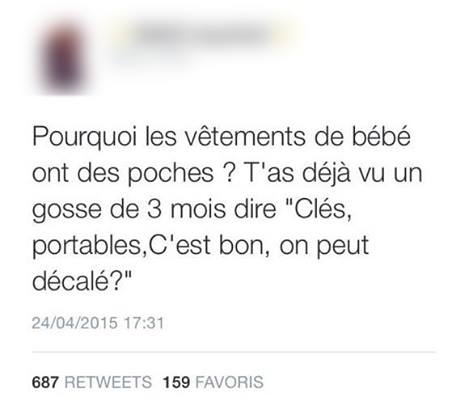 Pourquoi les vêtements de bébé
ont des poches ? T'as déjà vu un
gosse de 3 mois dire "Clés,
portables,C'est bon, on peut
décalé?"
24/04/2015 17:31
687 RETWEETS 159 FAVORIS